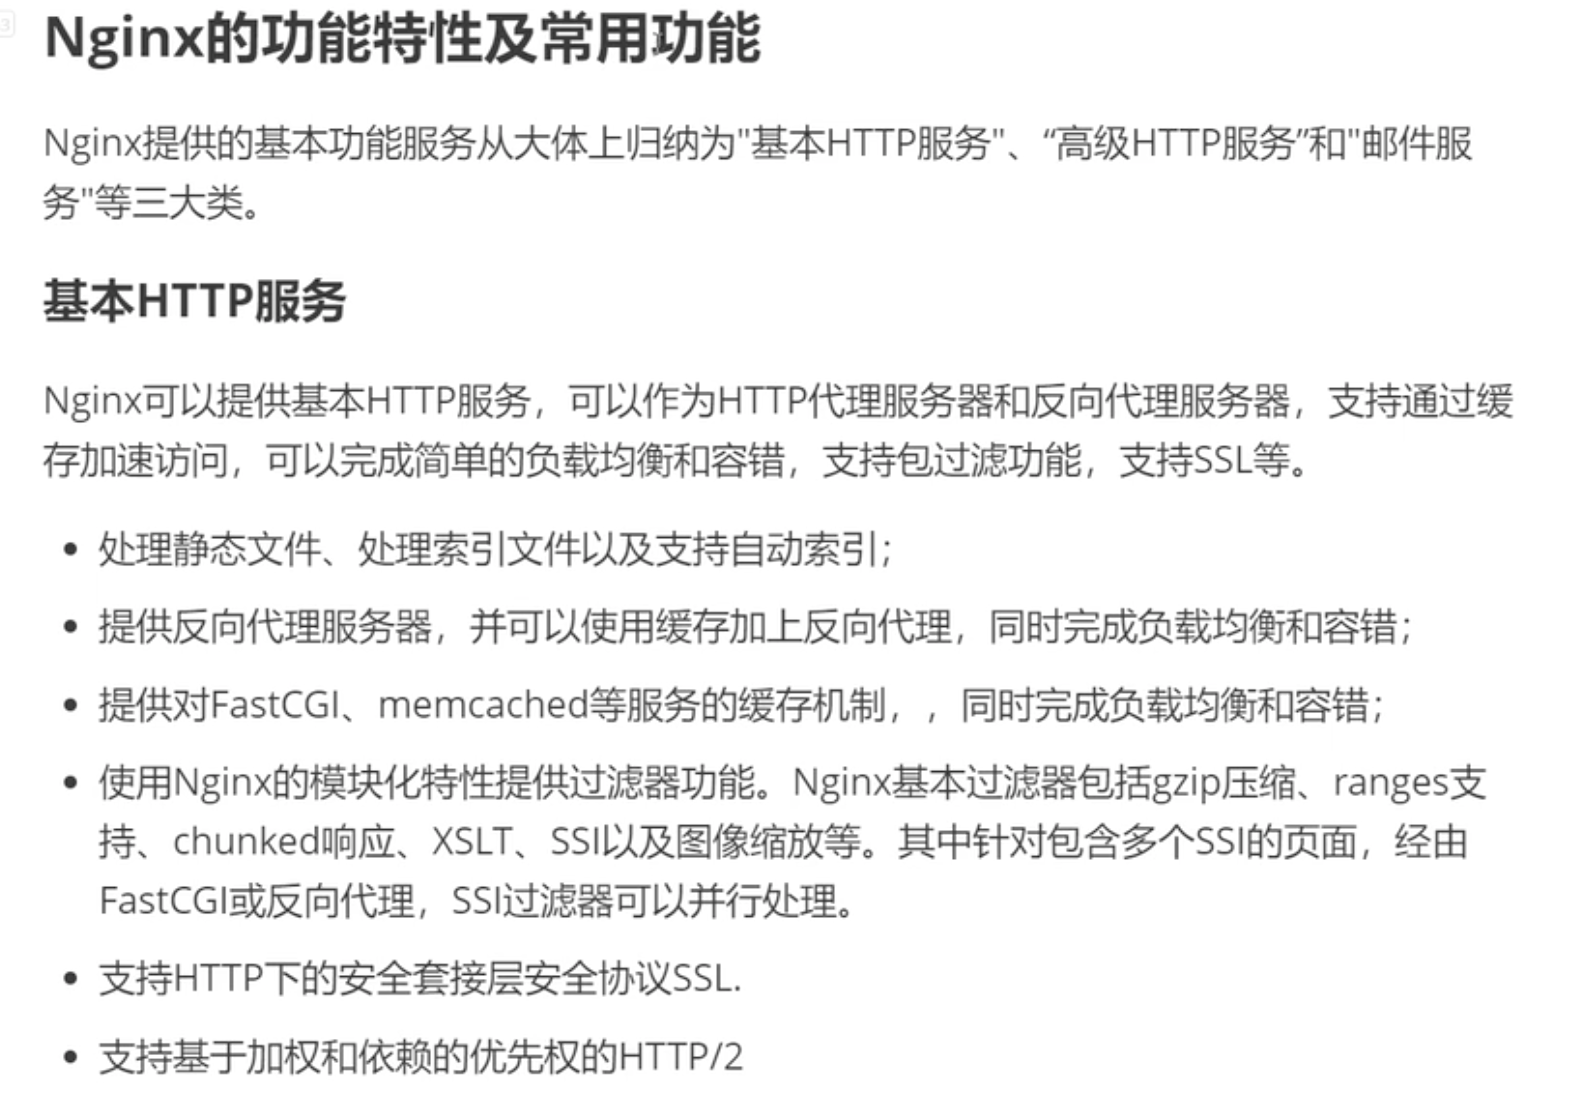 Nginx的功能特性及常用功能
Nginx提供的基本功能服务从大体上归纳为"基本HTTP服务"、“高级HTTP服务”和"邮件服
务"等三大类。
基本HTTP服务
Nginx可以提供基本HTTP服务，可以作为HTTP代理服务器和反向代理服务器，支持通过缓
存加速访问，可以完成简单的负载均衡和容错，支持包过滤功能，支持SSL等。
• 处理静态文件、处理索引文件以及支持自动索引；
• 提供反向代理服务器，并可以使用缓存加上反向代理，同时完成负载均衡和容错；
• 提供对FastCGI、memcached等服务的缓存机制，，同时完成负载均衡和容错；
• 使用Nginx的模块化特性提供过滤器功能。Nginx基本过滤器包括gzip压缩、ranges支
持、chunked响应、XSLT、SSI以及图像缩放等。其中针对包含多个SSI的页面，经由
FastCGI或反向代理，SSI过滤器可以并行处理。
• 支持HTTP下的安全套接层安全协议SSL.
• 支持基于加权和依赖的优先权的HTTP/2